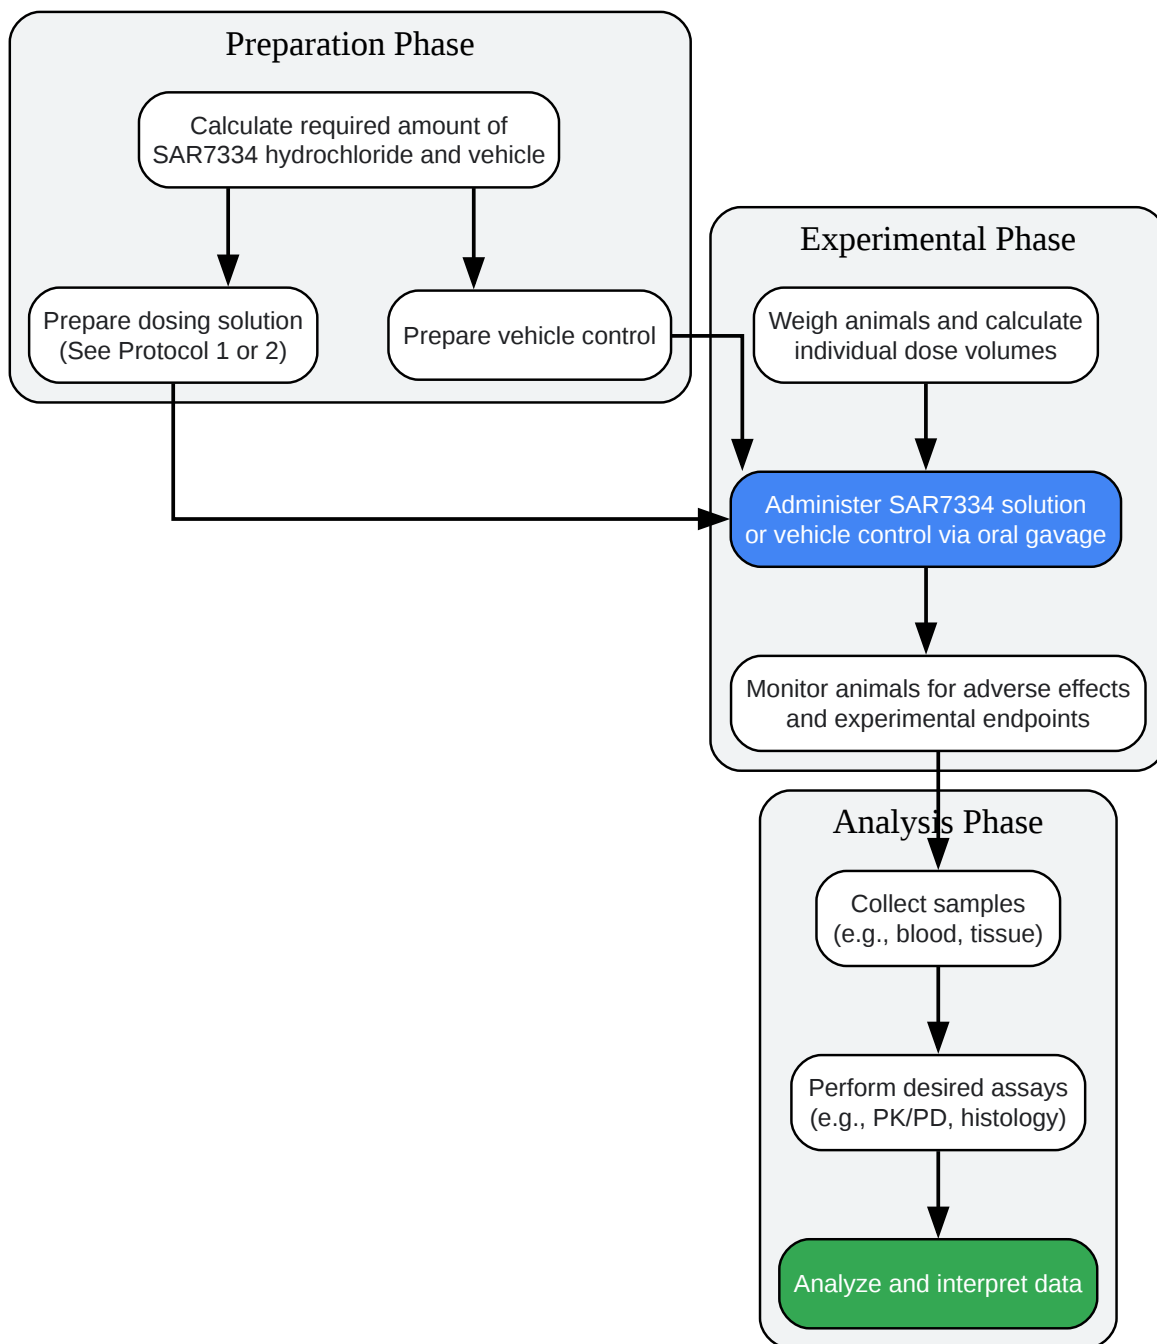 Preparation Phase
Calculate required amount of
SAR7334 hydrochloride and vehicle
Prepare dosing solution
(See Protocol 1 or 2)
Prepare vehicle control
Experimental Phase
Weigh animals and calculate
individual dose volumes
Administer SAR7334 solution
or vehicle control via oral gavage
Monitor animals for adverse effects
and experimental endpoints
Analysis Phase
Collect samples
(e.g., blood, tissue)
Perform desired assays
(e.g., PK/PD, histology)
Analyze and interpret data